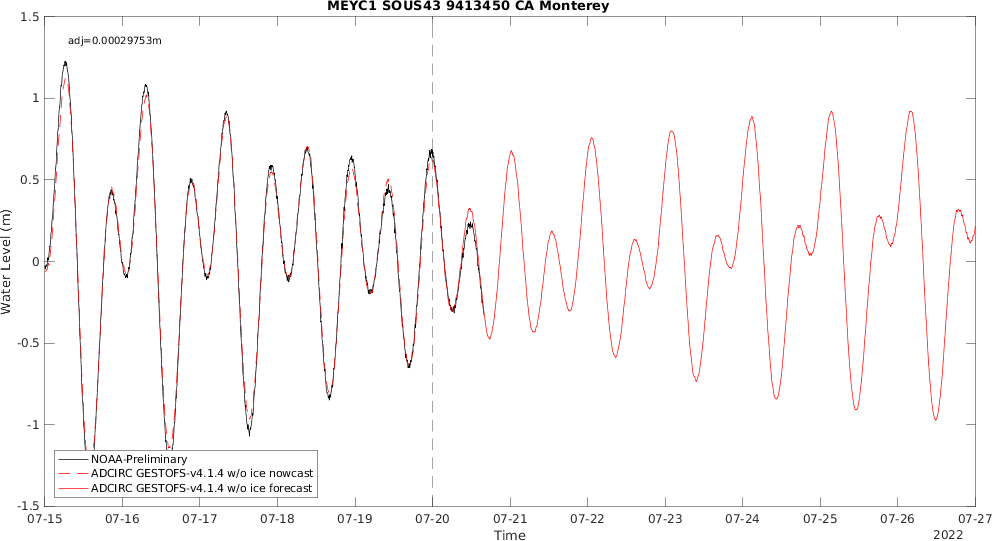 MEYC1 SOUS43 9413450 CA Monterey
adj=0.00029753m
1.5
1
0.5
0
-0.5
-1
-1.5
Water Level (m)
NOAA-Preliminary
ADCIRC GESTOFS-v4.1.4 w/o ice nowcast
ADCIRC GESTOFS-v4.1.4 w/o ice forecast
07-15 07-16 07-17 07-18 07-19 07-20 07-21 07-22 07-23 07-24 07-25 07-26 07-27
Time
2022